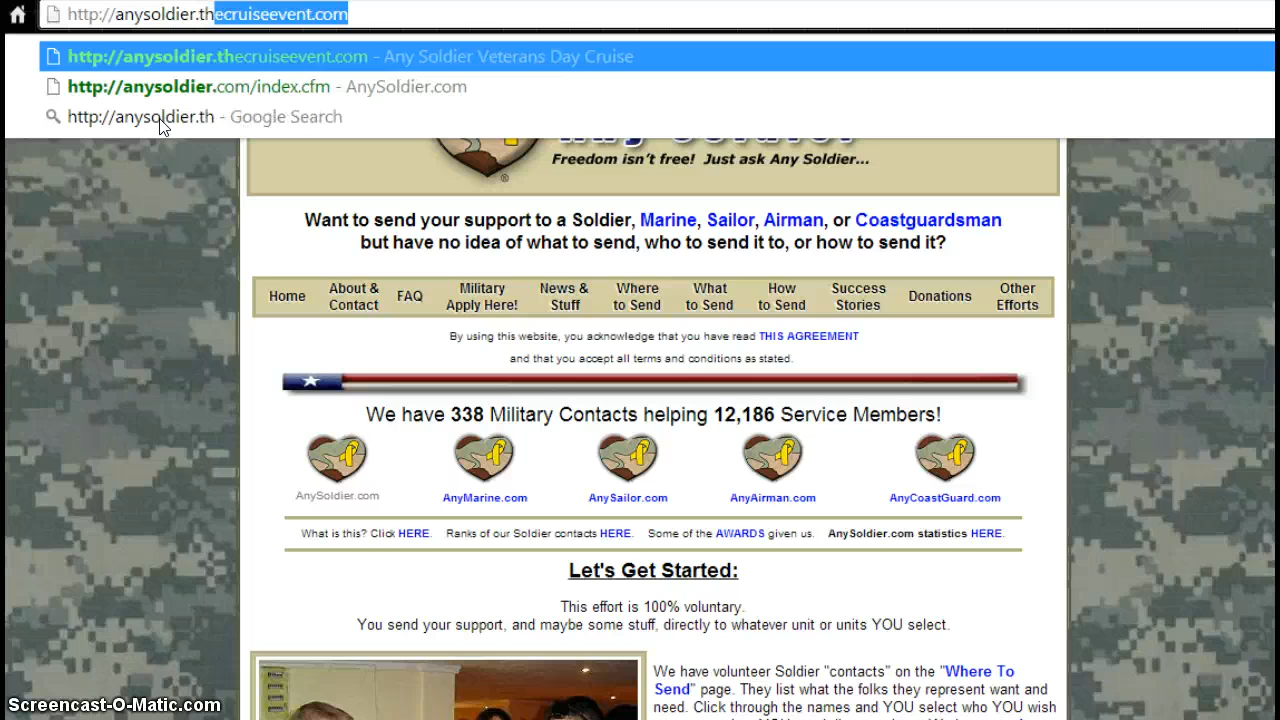 http://anysoldier.thecruiseevent.com
http://anysoldier.thecruiseevent.com - Any Soldier Veterans Day Cruise
http://anysoldier.com/index.cfm - AnySoldier.com
http://anysoldier.th - Google Search
Freedom isn't free! Just ask Any Soldier...
®
Want to send your support to a Soldier, Marine, Sailor, Airman, or Coastguardsman
but have no idea of what to send, who to send it to, or how to send it?
Home About & Contact FAQ Military Apply Here! News & Stuff Where to Send What to Send How to Send Success Stories Donations Other Efforts
By using this website, you acknowledge that you have read THIS AGREEMENT
and that you accept all terms and conditions as stated.
We have 338 Military Contacts helping 12,186 Service Members!
AnySoldier.com AnyMarine.com AnySailor.com AnyAirman.com AnyCoastGuard.com
What is this? Click HERE. Ranks of our Soldier contacts HERE. Some of the AWARDS given us. AnySoldier.com statistics HERE.
Let's Get Started:
This effort is 100% voluntary.
You send your support, and maybe some stuff, directly to whatever unit or units YOU select.
We have volunteer Soldier "contacts" on the "Where To
Send" page. They list what the folks they represent want and
need. Click through the names and YOU select who YOU wish
Screencast-O-Matic.com